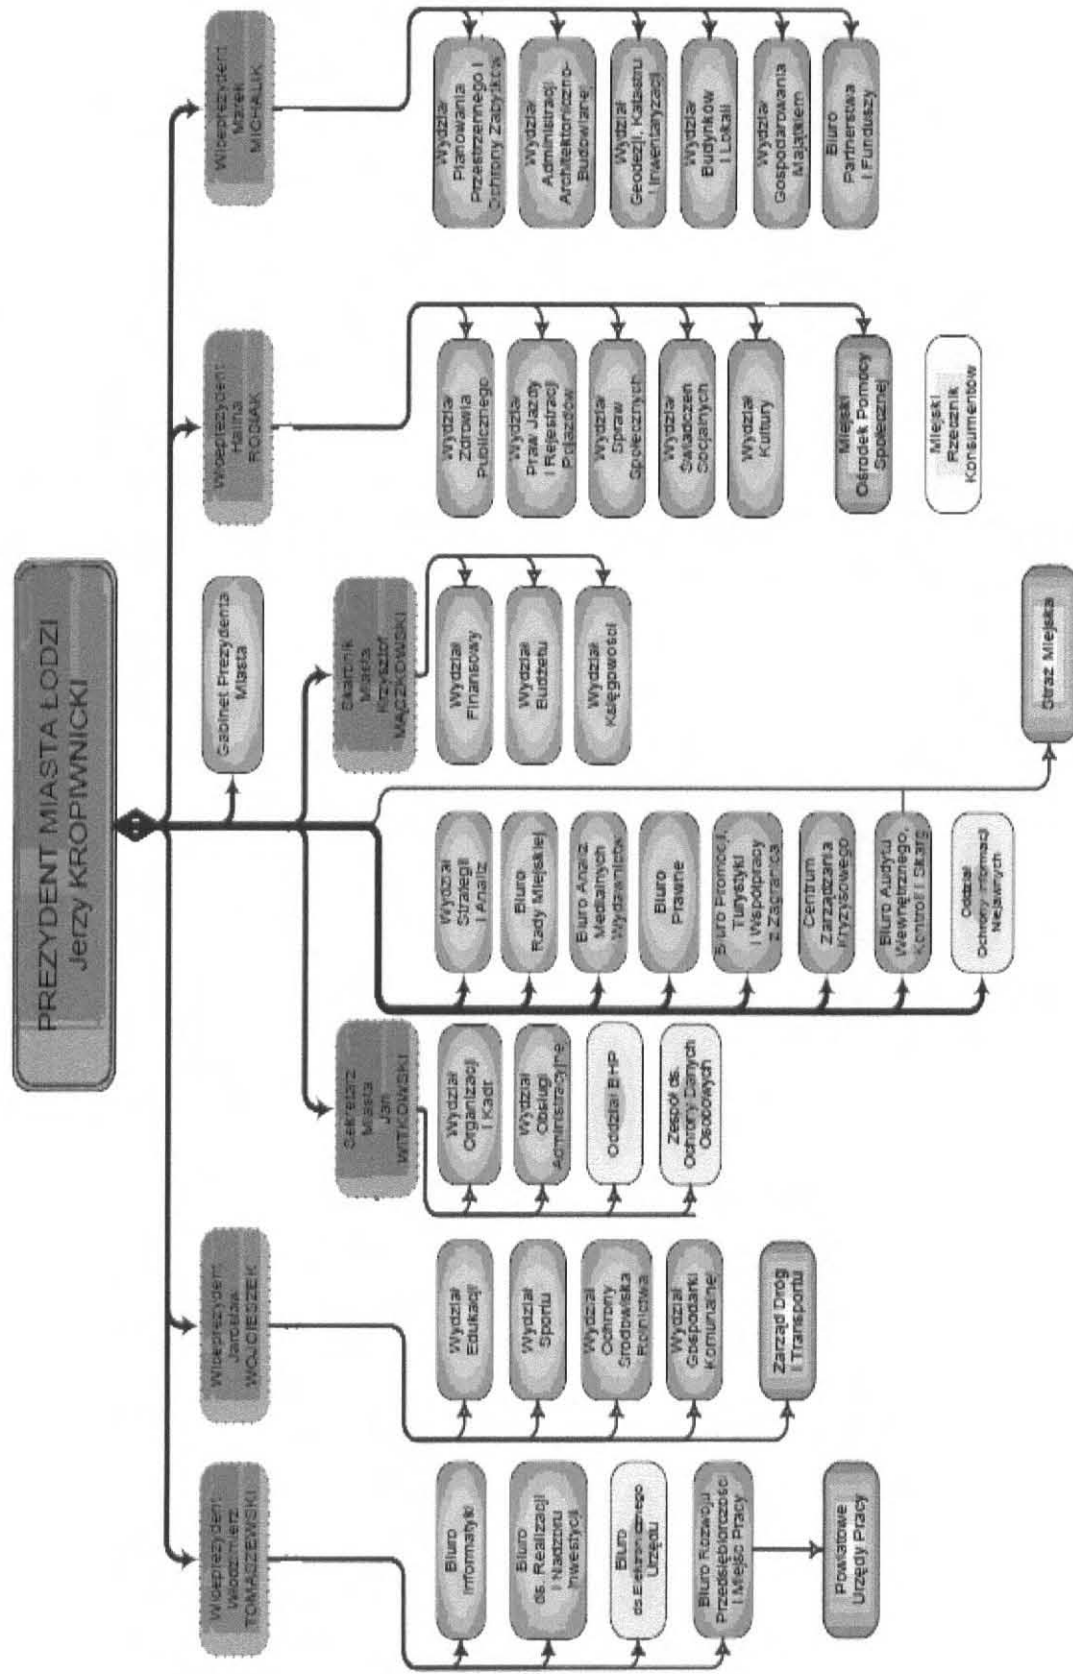 PREZYDENT MIASTA ŁODZI
Jerzy KROPIWNICKI
Gabinet Prezydenta
Miasta
Wiceprezydent
Włodzimierz
TOMASZEWSKI
Wiceprezydent
Jarosław
WOJCIESZEK
Sekretarz
Miasta
Jan
WITKOWSKI
Skarbnik
Miasta
Krzysztof
MĄCZKOWSKI
Wiceprezydent
Halina
ROSIAK
Wiceprezydent
Marek
MICHALIK
Biuro
Informatyki
Biuro
ds. Realizacji
i Nadzoru
Inwestycji
Biuro
ds.Elektronicznego
Urzędu
Biuro Rozwoju
Przedsiębiorczości
i Miejsc Pracy
Powiatowe
Urzędy Pracy
Wydział
Edukacji
Wydział
Sportu
Wydział
Ochrony
Środowiska
Rolnictwa
Wydział
Gospodarki
Komunalnej
Zarząd Dróg
i Transportu
Wydział
Organizacji
i Kadr
Wydział
Obsługi
Administracyjnej
Oddział BHP
Zespół ds.
Ochrony Danych
Osobowych
Wydział
Strategii
i Analiz
Biuro
Rady Miejskiej
Biuro Analiz
Medialnych
Wydawnictw
Biuro
Prawne
Biuro Promocji,
Turystyki
i Współpracy
z Zagranicą
Centrum
Zarządzania
Kryzysowego
Biuro Audytu
Wewnętrznego,
Kontroli i Skarg
Oddział
Ochrony Informacji
Niejawnych
Wydział
Finansowy
Wydział
Budżetu
Wydział
Księgowości
Straż Miejska
Wydział
Zdrowia
Publicznego
Wydział
Praw Jazdy
i Rejestracji
Pojazdów
Wydział
Spraw
Społecznych
Wydział
Świadczeń
Socjalnych
Wydział
Kultury
Miejski
Ośrodek Pomocy
Społecznej
Miejski
Rzecznik
Konsumentów
Wydział
Planowania
Przestrzennego i
Ochrony Zabytków
Wydział
Administracji
Architektoniczno-
Budowlanej
Wydział
Geodezji, Katastru
i Inwentaryzacji
Wydział
Budynków
i Lokali
Wydział
Gospodarowania
Majątkiem
Biuro
Partnerstwa
i Funduszy